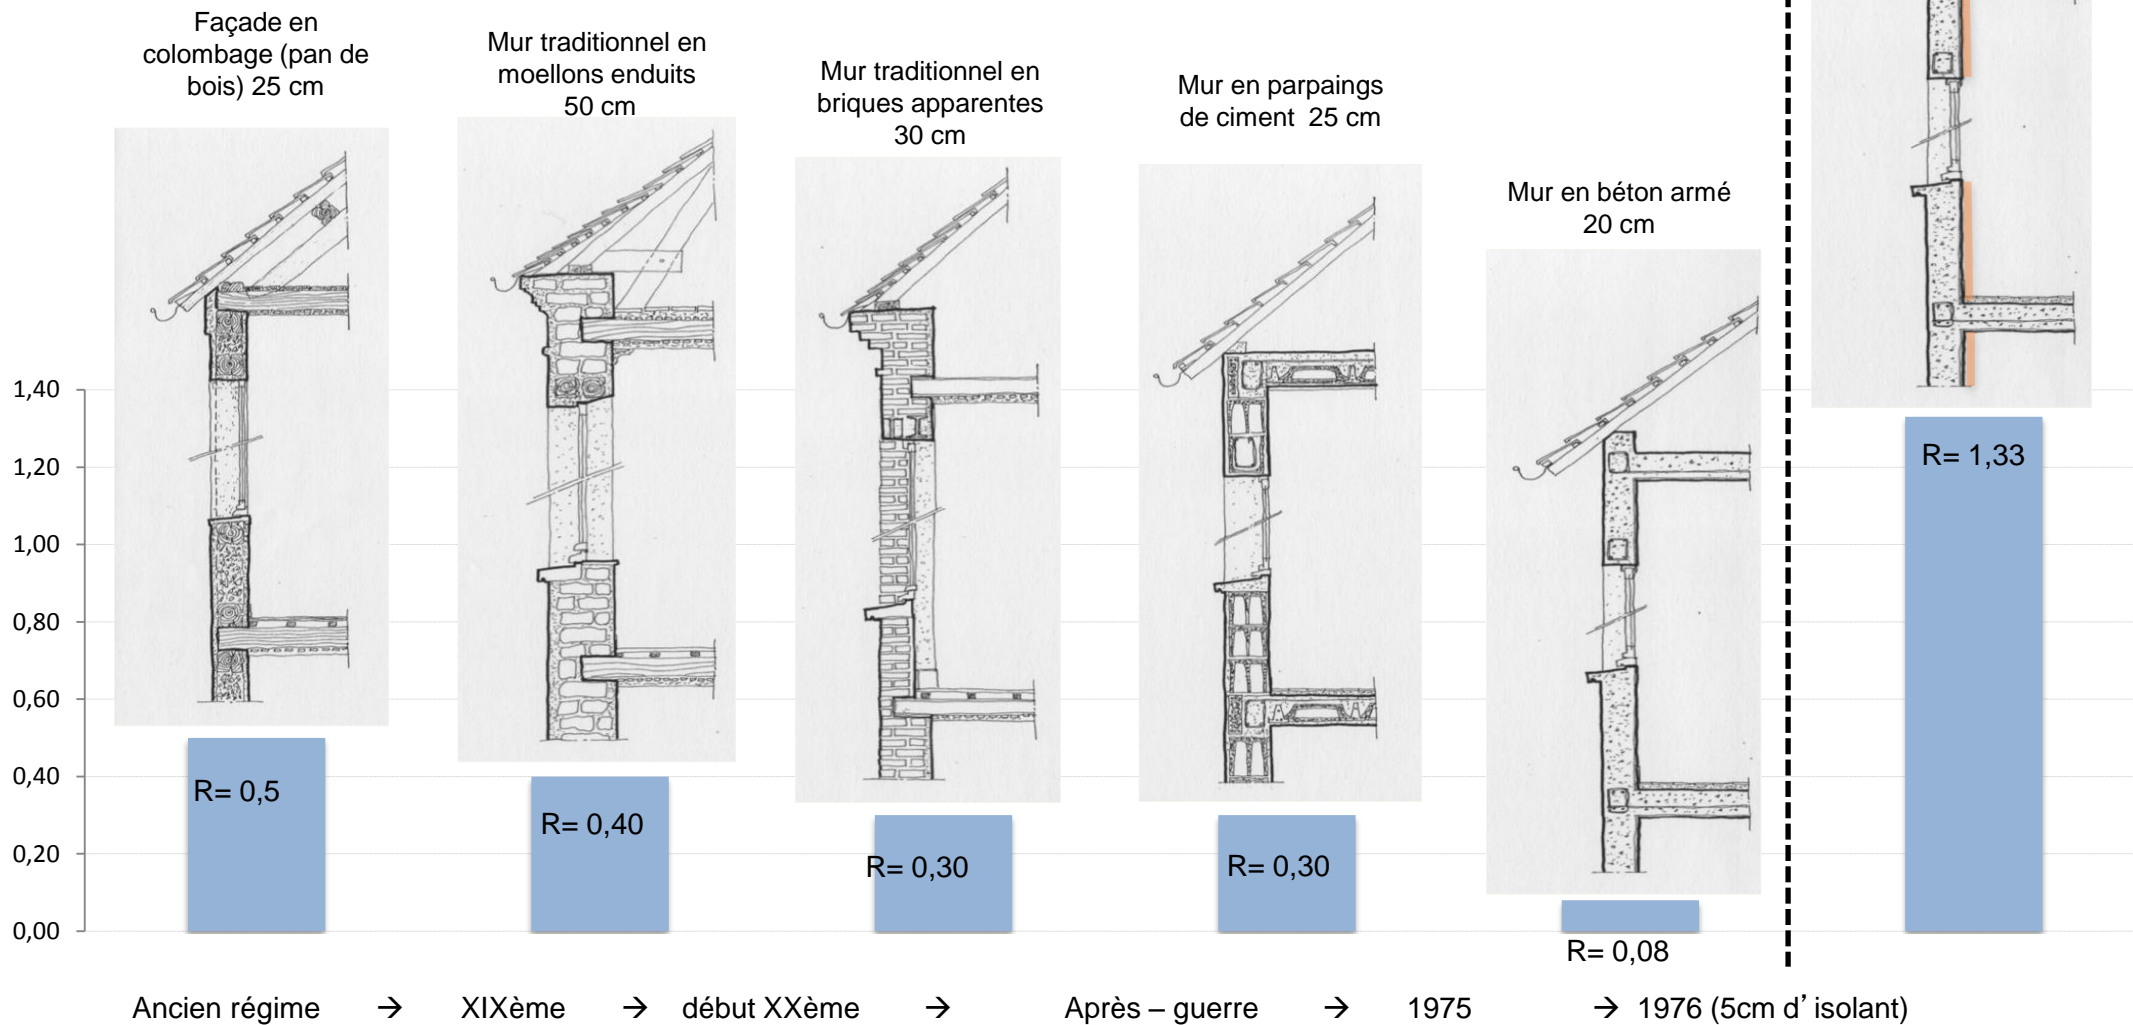 Façade en
colombage (pan de
bois) 25 cm
Mur traditionnel en
moellons enduits
50 cm
Mur traditionnel en
briques apparentes
30 cm
Mur en parpaings
de ciment 25 cm
Mur en béton armé
20 cm
1,40
1,20
1,00
0,80
0,60
0,40
0,20
0,00
R= 0,5
R= 0,40
R= 0,30
R= 0,30
R= 0,08
R= 1,33
Ancien régime → XIXème → début XXème → Après – guerre → 1975 → 1976 (5cm d’ isolant)